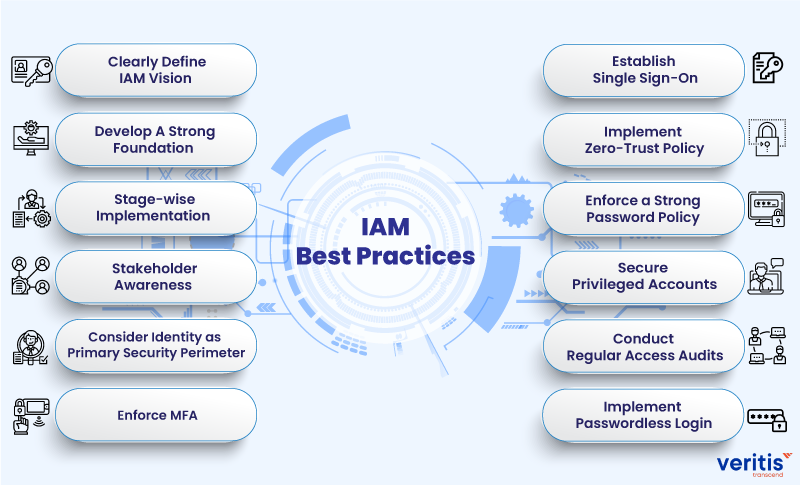 Clearly Define
IAM Vision
Develop A Strong
Foundation
Stage-wise
Implementation
Stakeholder
Awareness
Consider Identity as
Primary Security Perimeter
Enforce MFA
IAM
Best Practices
Establish
Single Sign-On
Implement
Zero-Trust Policy
Enforce a Strong
Password Policy
Secure
Privileged Accounts
Conduct
Regular Access Audits
Implement
Passwordless Login
veritis
transcend